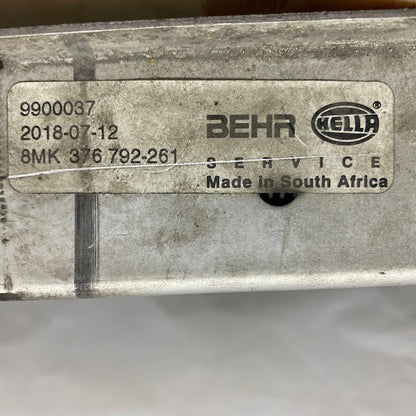 9900037
2018-07-12
8MK 376 792-261
BEHR HELLA
SERVICE
Made in South Africa